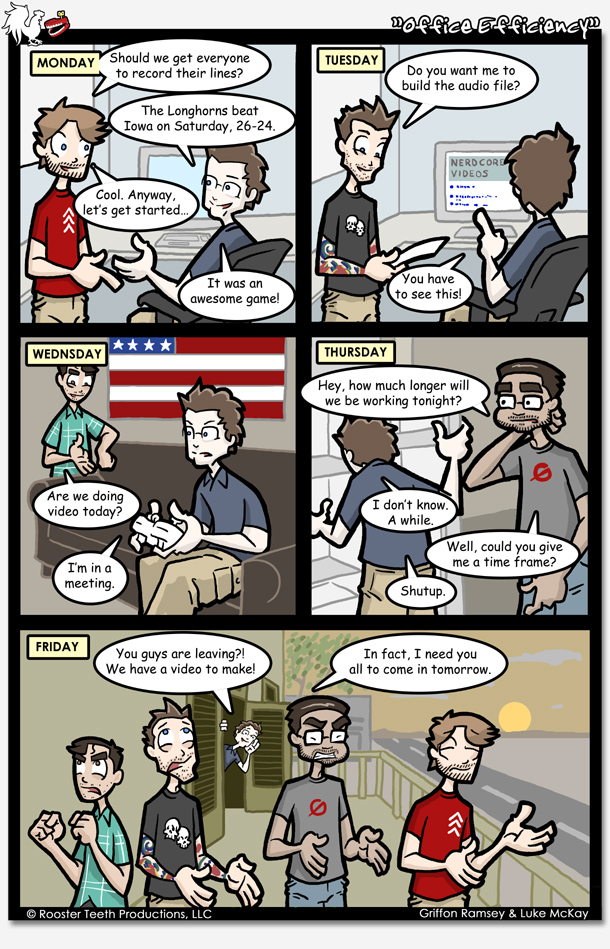 "Office Efficiency"
MONDAY
Should we get everyone
to record their lines?
The Longhorns beat
Iowa on Saturday, 26-24.
Cool. Anyway,
let's get started...
It was an
awesome game!
TUESDAY
Do you want me to
build the audio file?
NERDCORE
VIDEOS
You have
to see this!
WEDNSDAY
Are we doing
video today?
I'm in a
meeting.
THURSDAY
Hey, how much longer will
we be working tonight?
I don't know.
A while.
Well, could you give
me a time frame?
Shutup.
FRIDAY
You guys are leaving?!
We have a video to make!
In fact, I need you
all to come in tomorrow.
© Rooster Teeth Productions, LLC
Griffon Ramsey & Luke McKay